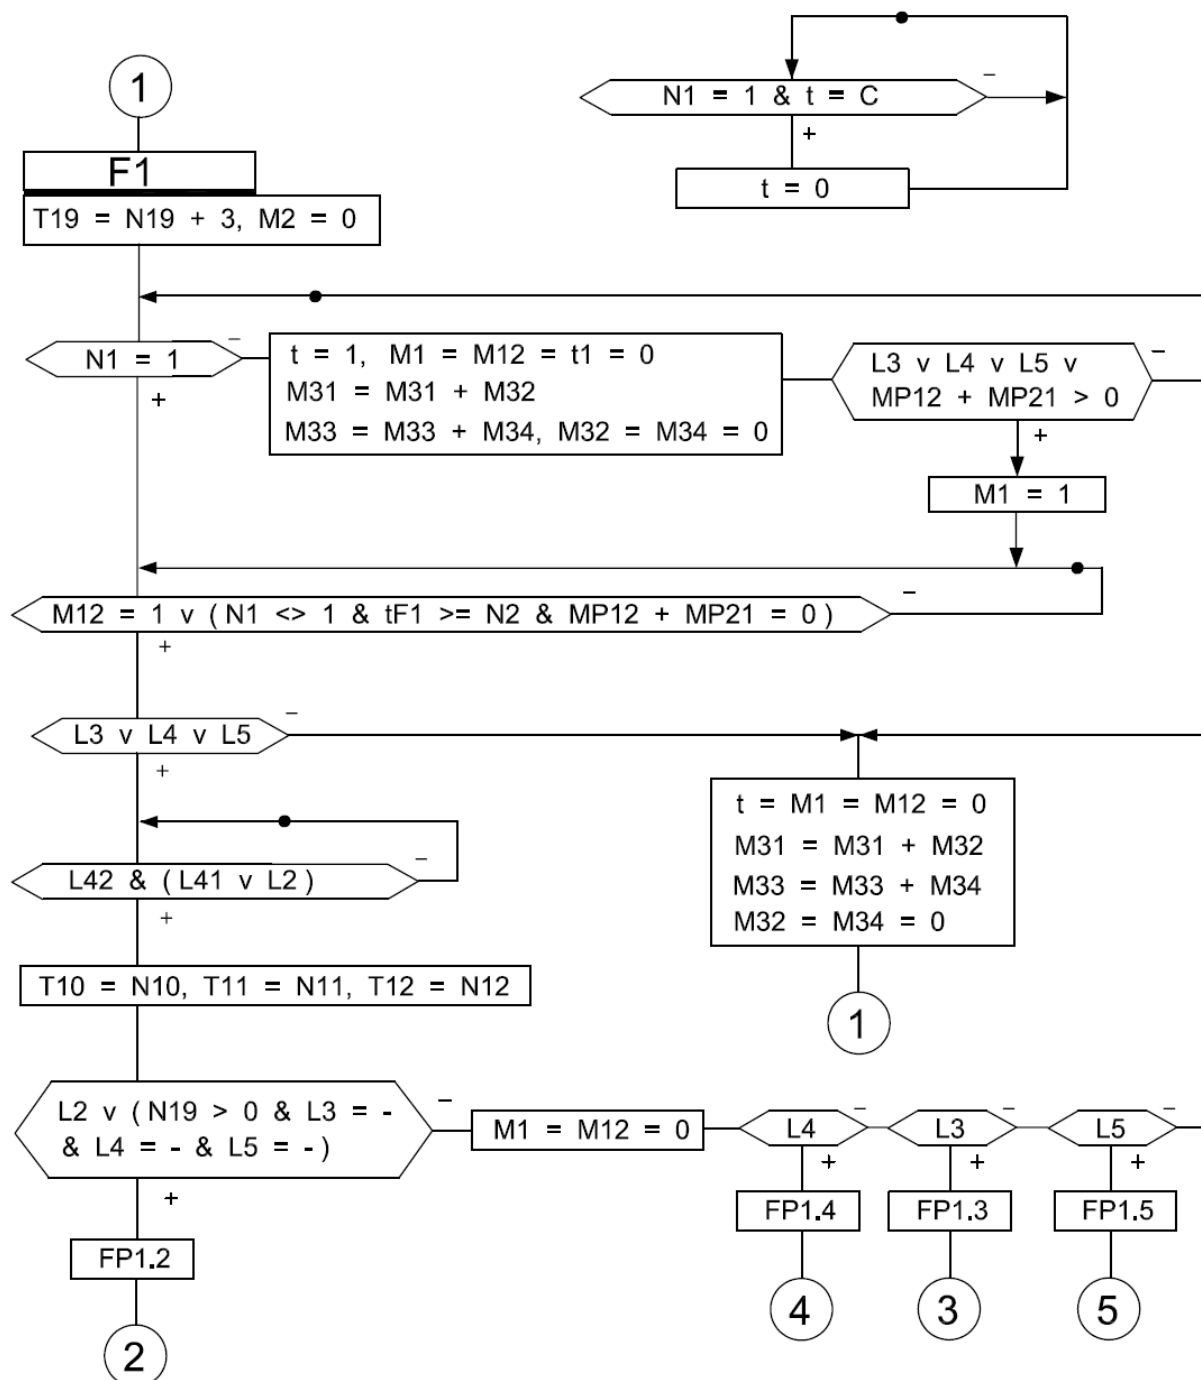 1
N1 = 1 & t = C
–
+
F1
t = 0
T19 = N19 + 3, M2 = 0
N1 = 1
–
+
t = 1, M1 = M12 = t1 = 0
M31 = M31 + M32
M33 = M33 + M34, M32 = M34 = 0
L3 v L4 v L5 v
MP12 + MP21 > 0
–
+
M1 = 1
M12 = 1 v ( N1 <> 1 & tF1 >= N2 & MP12 + MP21 = 0 )
–
+
L3 v L4 v L5
–
+
t = M1 = M12 = 0
M31 = M31 + M32
M33 = M33 + M34
M32 = M34 = 0
1
L42 & ( L41 v L2 )
–
+
T10 = N10, T11 = N11, T12 = N12
L2 v ( N19 > 0 & L3 = -
& L4 = - & L5 = - )
–
+
M1 = M12 = 0
L4
–
+
L3
–
+
L5
–
+
FP1.4
FP1.3
FP1.5
FP1.2
4
3
5
2